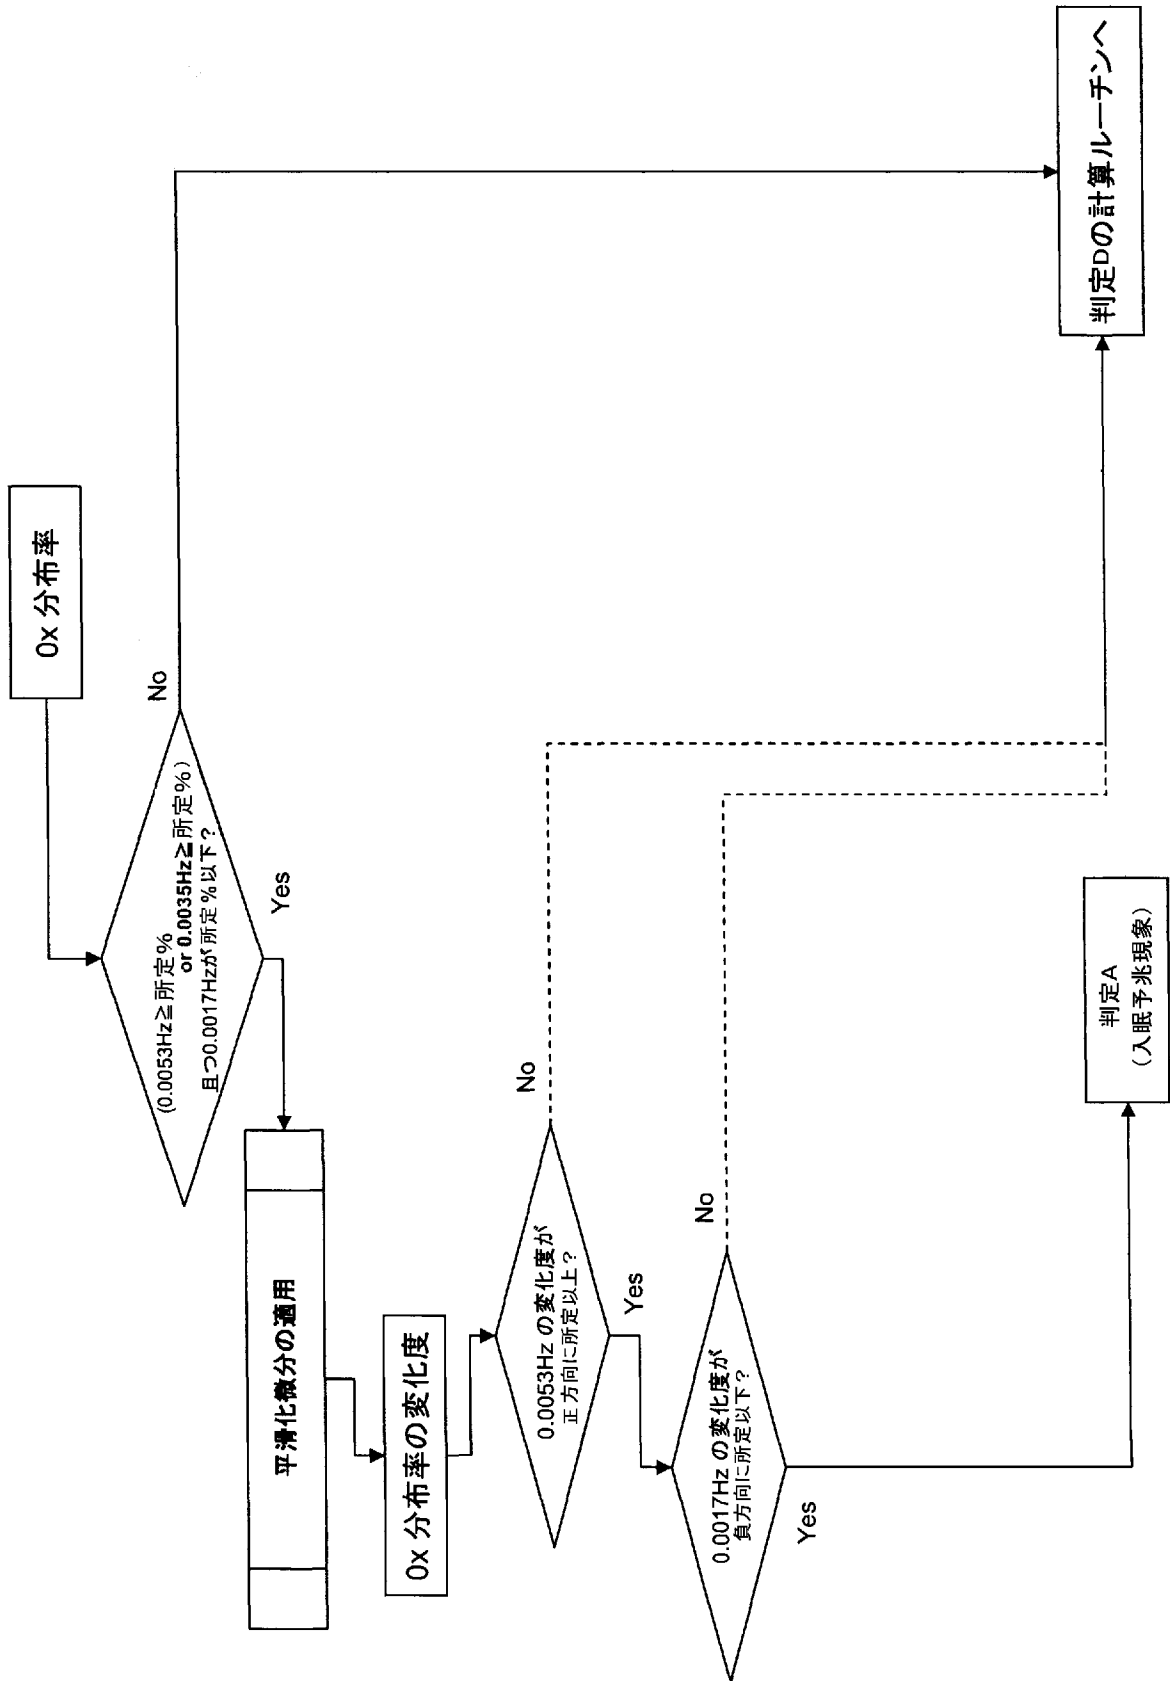 0x 分布率
(0.0053Hz≧所定%
or 0.0035Hz≧所定%)
且つ0.0017Hzが所定%以下？
No
Yes
平滑化微分の適用
0x 分布率の変化度
0.0053Hz の変化度が
正方向に所定以上？
No
Yes
0.0017Hz の変化度が
負方向に所定以下？
No
Yes
判定A
（入眠予兆現象）
判定Dの計算ルーチンへ